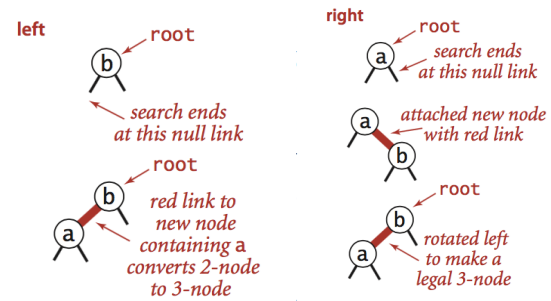 left
root
b
search ends
at this null link
root
b
a
red link to
new node
containing a
converts 2-node
to 3-node
right
root
a
search ends
at this null link
a
attached new node
with red link
b
root
b
a
rotated left
to make a
legal 3-node